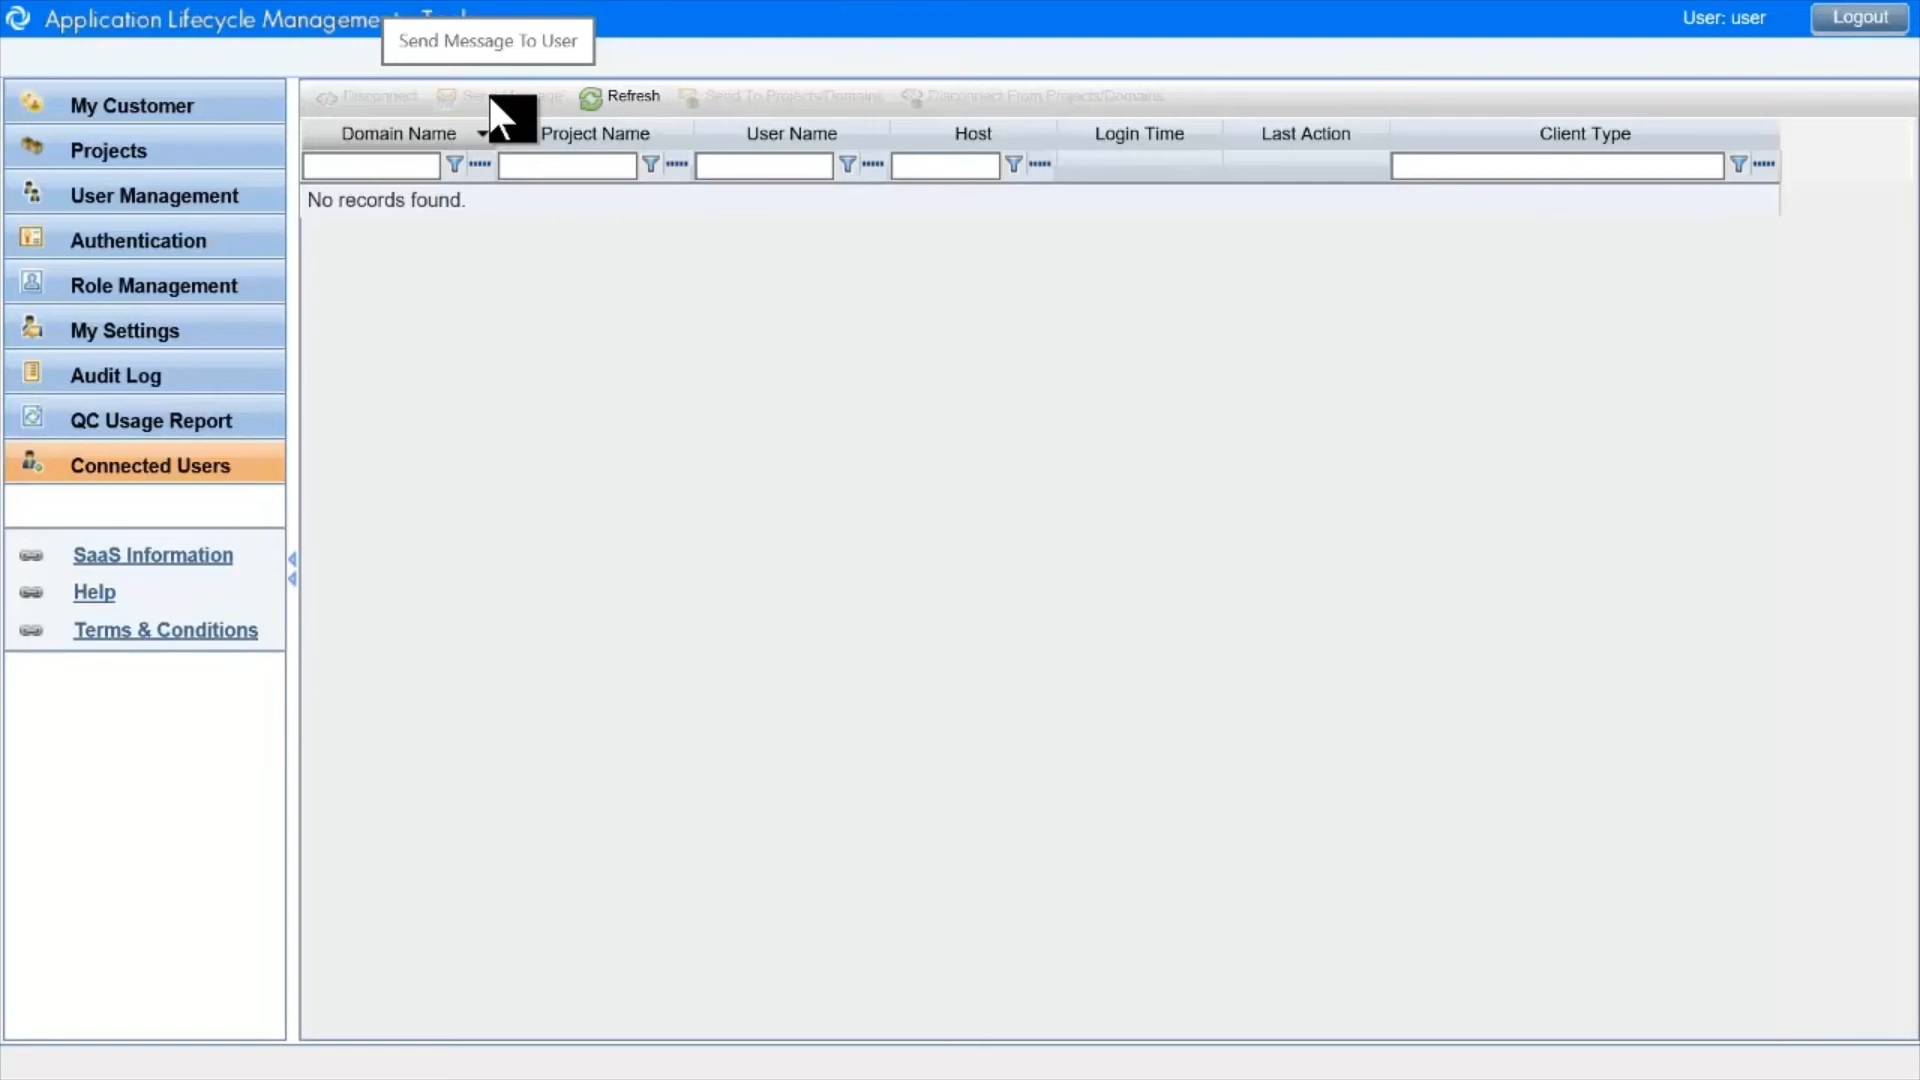 Application Lifecycle Management
User: user
Logout
Send Message To User
My Customer
Projects
User Management
Authentication
Role Management
My Settings
Audit Log
QC Usage Report
Connected Users
SaaS Information
Help
Terms & Conditions
Disconnect Refresh Send To Projects/Domains Disconnect From Projects/Domains
Domain Name Project Name User Name Host Login Time Last Action Client Type
No records found.